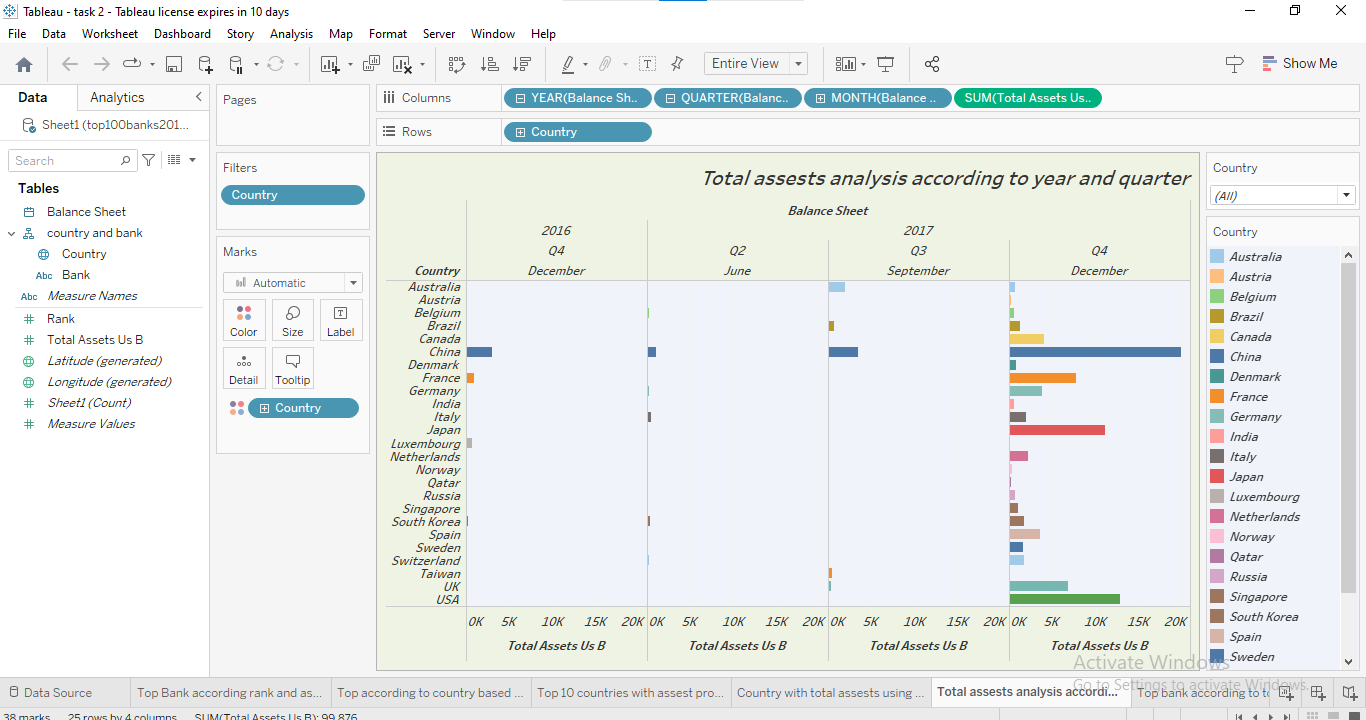 Tableau - task 2 - Tableau license expires in 10 days
File Data Worksheet Dashboard Story Analysis Map Format Server Window Help
Entire View
Show Me
Data Analytics
Sheet1 (top100banks201...
Search
Tables
Balance Sheet
country and bank
Country
Abc Bank
Abc Measure Names
Rank
Total Assets Us B
Latitude (generated)
Longitude (generated)
Sheet1 (Count)
Measure Values
Pages
Filters
Country
Marks
Automatic
Color Size Label
Detail Tooltip
Country
Columns YEAR(Balance Sh.. QUARTER(Balanc.. MONTH(Balance .. SUM(Total Assets Us..
Rows Country
Total assests analysis according to year and quarter
Balance Sheet
2016 2017
Q4 Q2 Q3 Q4
Country December June September December
Australia
Austria
Belgium
Brazil
Canada
China
Denmark
France
Germany
India
Italy
Japan
Luxembourg
Netherlands
Norway
Qatar
Russia
Singapore
South Korea
Spain
Sweden
Switzerland
Taiwan
UK
USA
0K 5K 10K 15K 20K 0K 5K 10K 15K 20K 0K 5K 10K 15K 20K 0K 5K 10K 15K 20K
Total Assets Us B Total Assets Us B Total Assets Us B Total Assets Us B
Country
(All)
Country
Australia
Austria
Belgium
Brazil
Canada
China
Denmark
France
Germany
India
Italy
Japan
Luxembourg
Netherlands
Norway
Qatar
Russia
Singapore
South Korea
Spain
Sweden
Activate Windows
Go to Settings to activate Windows.
Data Source Top Bank according rank and as... Top according to country based ... Top 10 countries with assest pro... Country with total assests using ... Total assests analysis accordi... Top bank according to to
38 marks 25 rows by 4 columns SUM(Total Assets Us B): 99,876